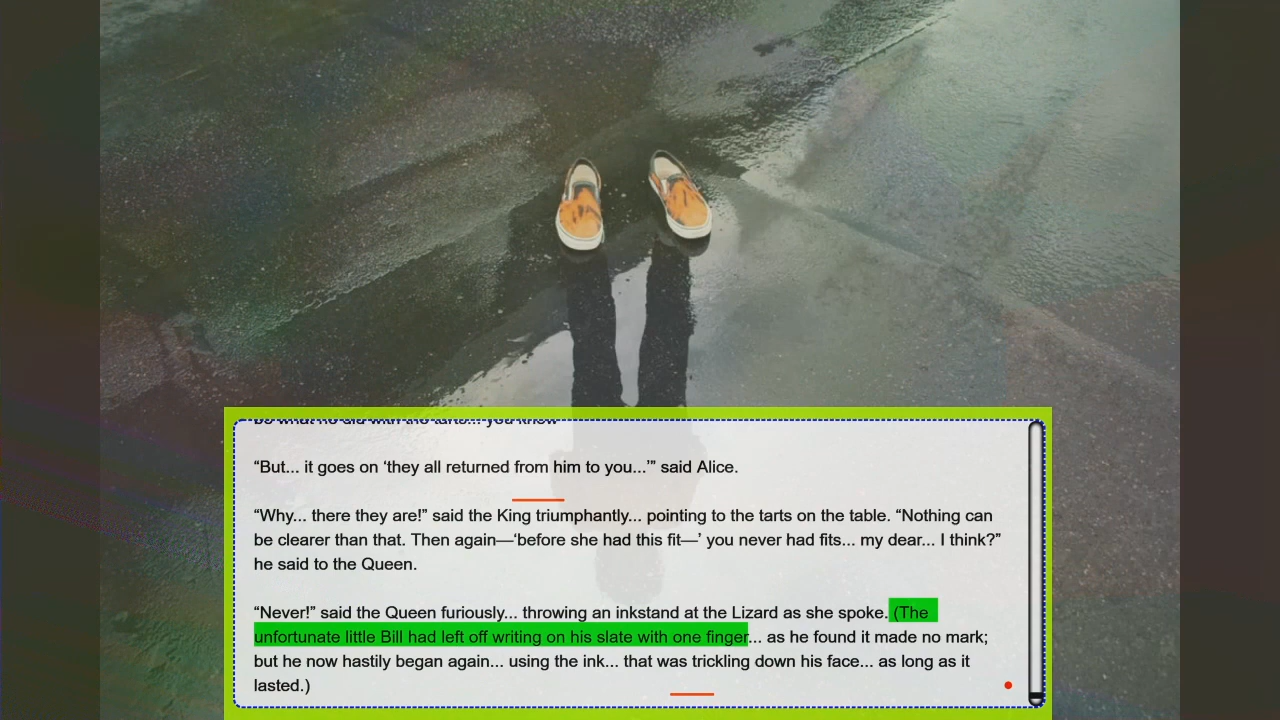 “But... it goes on ‘they all returned from him to you...’” said Alice.
“Why... there they are!” said the King triumphantly... pointing to the tarts on the table. “Nothing can
be clearer than that. Then again—‘before she had this fit—’ you never had fits... my dear... I think?”
he said to the Queen.
“Never!” said the Queen furiously... throwing an inkstand at the Lizard as she spoke. (The
unfortunate little Bill had left off writing on his slate with one finger... as he found it made no mark;
but he now hastily began again... using the ink... that was trickling down his face... as long as it
lasted.)